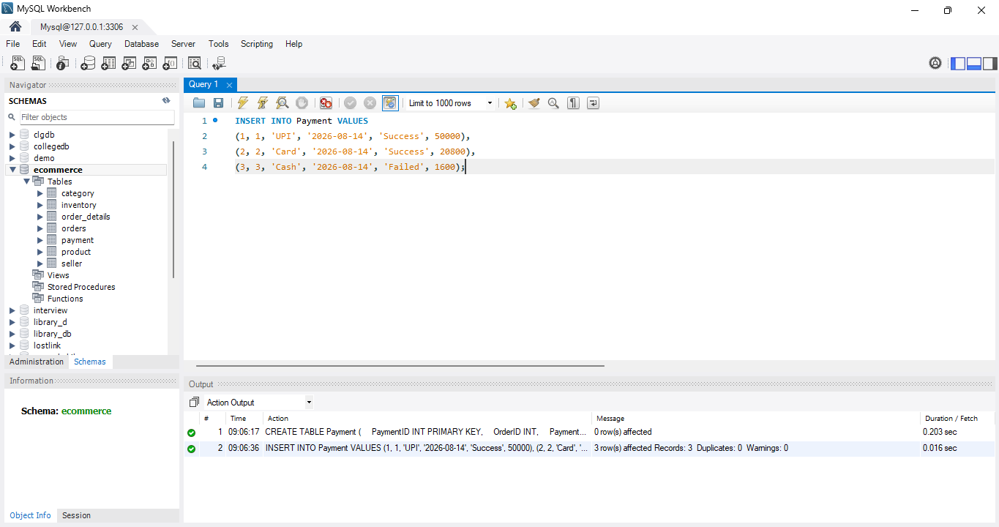 MySQL Workbench
Mysql@127.0.0.1:3306
File Edit View Query Database Server Tools Scripting Help
Navigator
SCHEMAS
Filter objects
clgdb
collegedb
demo
ecommerce
Tables
category
inventory
order_details
orders
payment
product
seller
Views
Stored Procedures
Functions
interview
library_d
library_db
lostlink
Administration Schemas
Information
Schema: ecommerce
Object Info Session
Query 1
Limit to 1000 rows
1 INSERT INTO Payment VALUES
2 (1, 1, 'UPI', '2026-08-14', 'Success', 50000),
3 (2, 2, 'Card', '2026-08-14', 'Success', 20800),
4 (3, 3, 'Cash', '2026-08-14', 'Failed', 1600);
Output
Action Output
# Time Action Message Duration / Fetch
1 09:06:17 CREATE TABLE Payment ( PaymentID INT PRIMARY KEY, OrderID INT, Payment... 0 row(s) affected 0.203 sec
2 09:06:36 INSERT INTO Payment VALUES (1, 1, 'UPI', '2026-08-14', 'Success', 50000), (2, 2, 'Card', '... 3 row(s) affected Records: 3 Duplicates: 0 Warnings: 0 0.016 sec